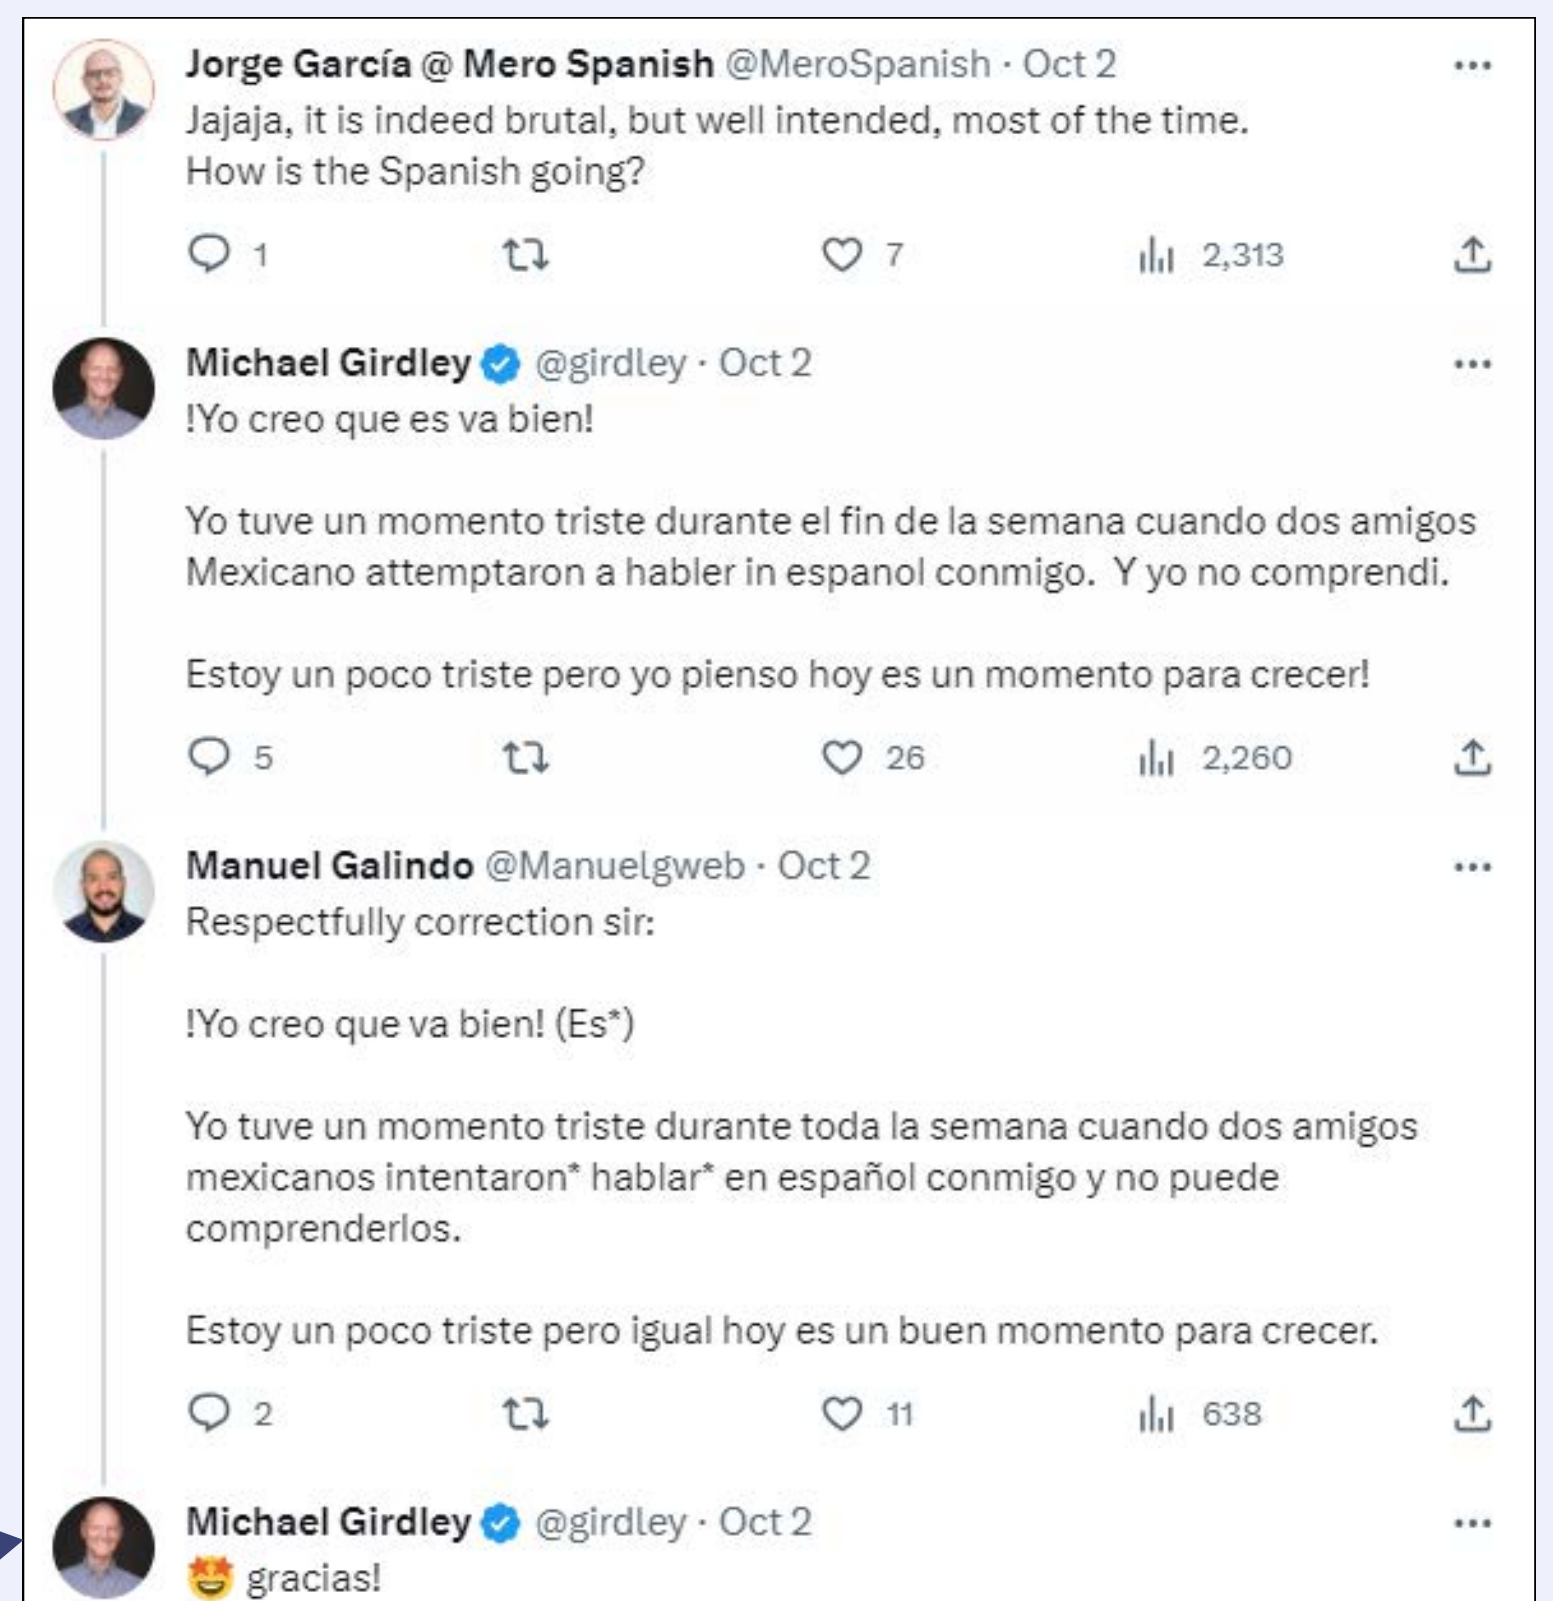 Jorge García @ Mero Spanish @MeroSpanish · Oct 2
Jajaja, it is indeed brutal, but well intended, most of the time.
How is the Spanish going?
1 7 2,313
Michael Girdley @girdley · Oct 2
!Yo creo que es va bien!
Yo tuve un momento triste durante el fin de la semana cuando dos amigos
Mexicano attemptaron a habler in espanol conmigo.  Y yo no comprendi.
Estoy un poco triste pero yo pienso hoy es un momento para crecer!
5 26 2,260
Manuel Galindo @Manuelgweb · Oct 2
Respectfully correction sir:
!Yo creo que va bien! (Es*)
Yo tuve un momento triste durante toda la semana cuando dos amigos
mexicanos intentaron* hablar* en español conmigo y no puede
comprenderlos.
Estoy un poco triste pero igual hoy es un buen momento para crecer.
2 11 638
Michael Girdley @girdley · Oct 2
🤩 gracias!